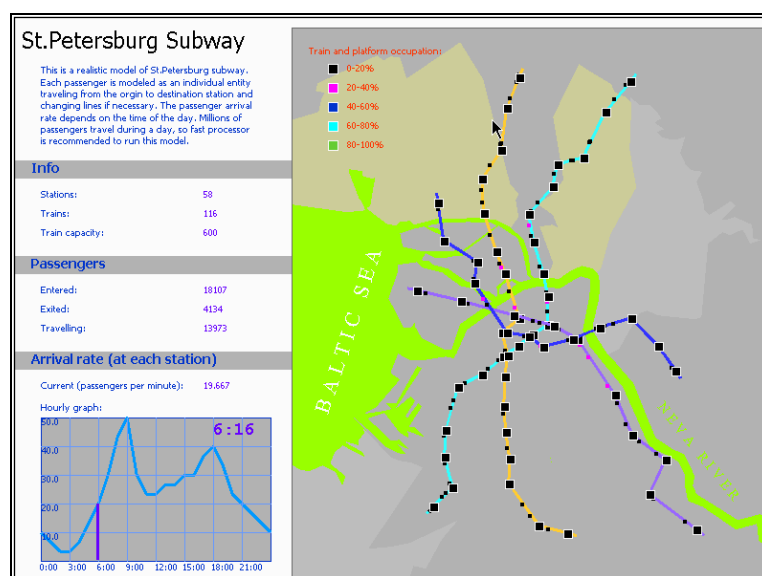 St.Petersburg Subway
This is a realistic model of St.Petersburg subway.
Each passenger is modeled as an individual entity
traveling from the orgin to destination station and
changing lines if necessary. The passenger arrival
rate depends on the time of the day. Millions of
passengers travel during a day, so fast processor
is recommended to run this model.
Info
Stations: 58
Trains: 116
Train capacity: 600
Passengers
Entered: 18107
Exited: 4134
Travelling: 13973
Arrival rate (at each station)
Current (passengers per minute): 19.667
Hourly graph:
50.0
6:16
40.0
30.0
20.0
10.0
0:00 3:00 6:00 9:00 12:00 15:00 18:00 21:00
Train and platform occupation:
0-20%
20-40%
40-60%
60-80%
80-100%
BALTIC SEA
NEVA RIVER